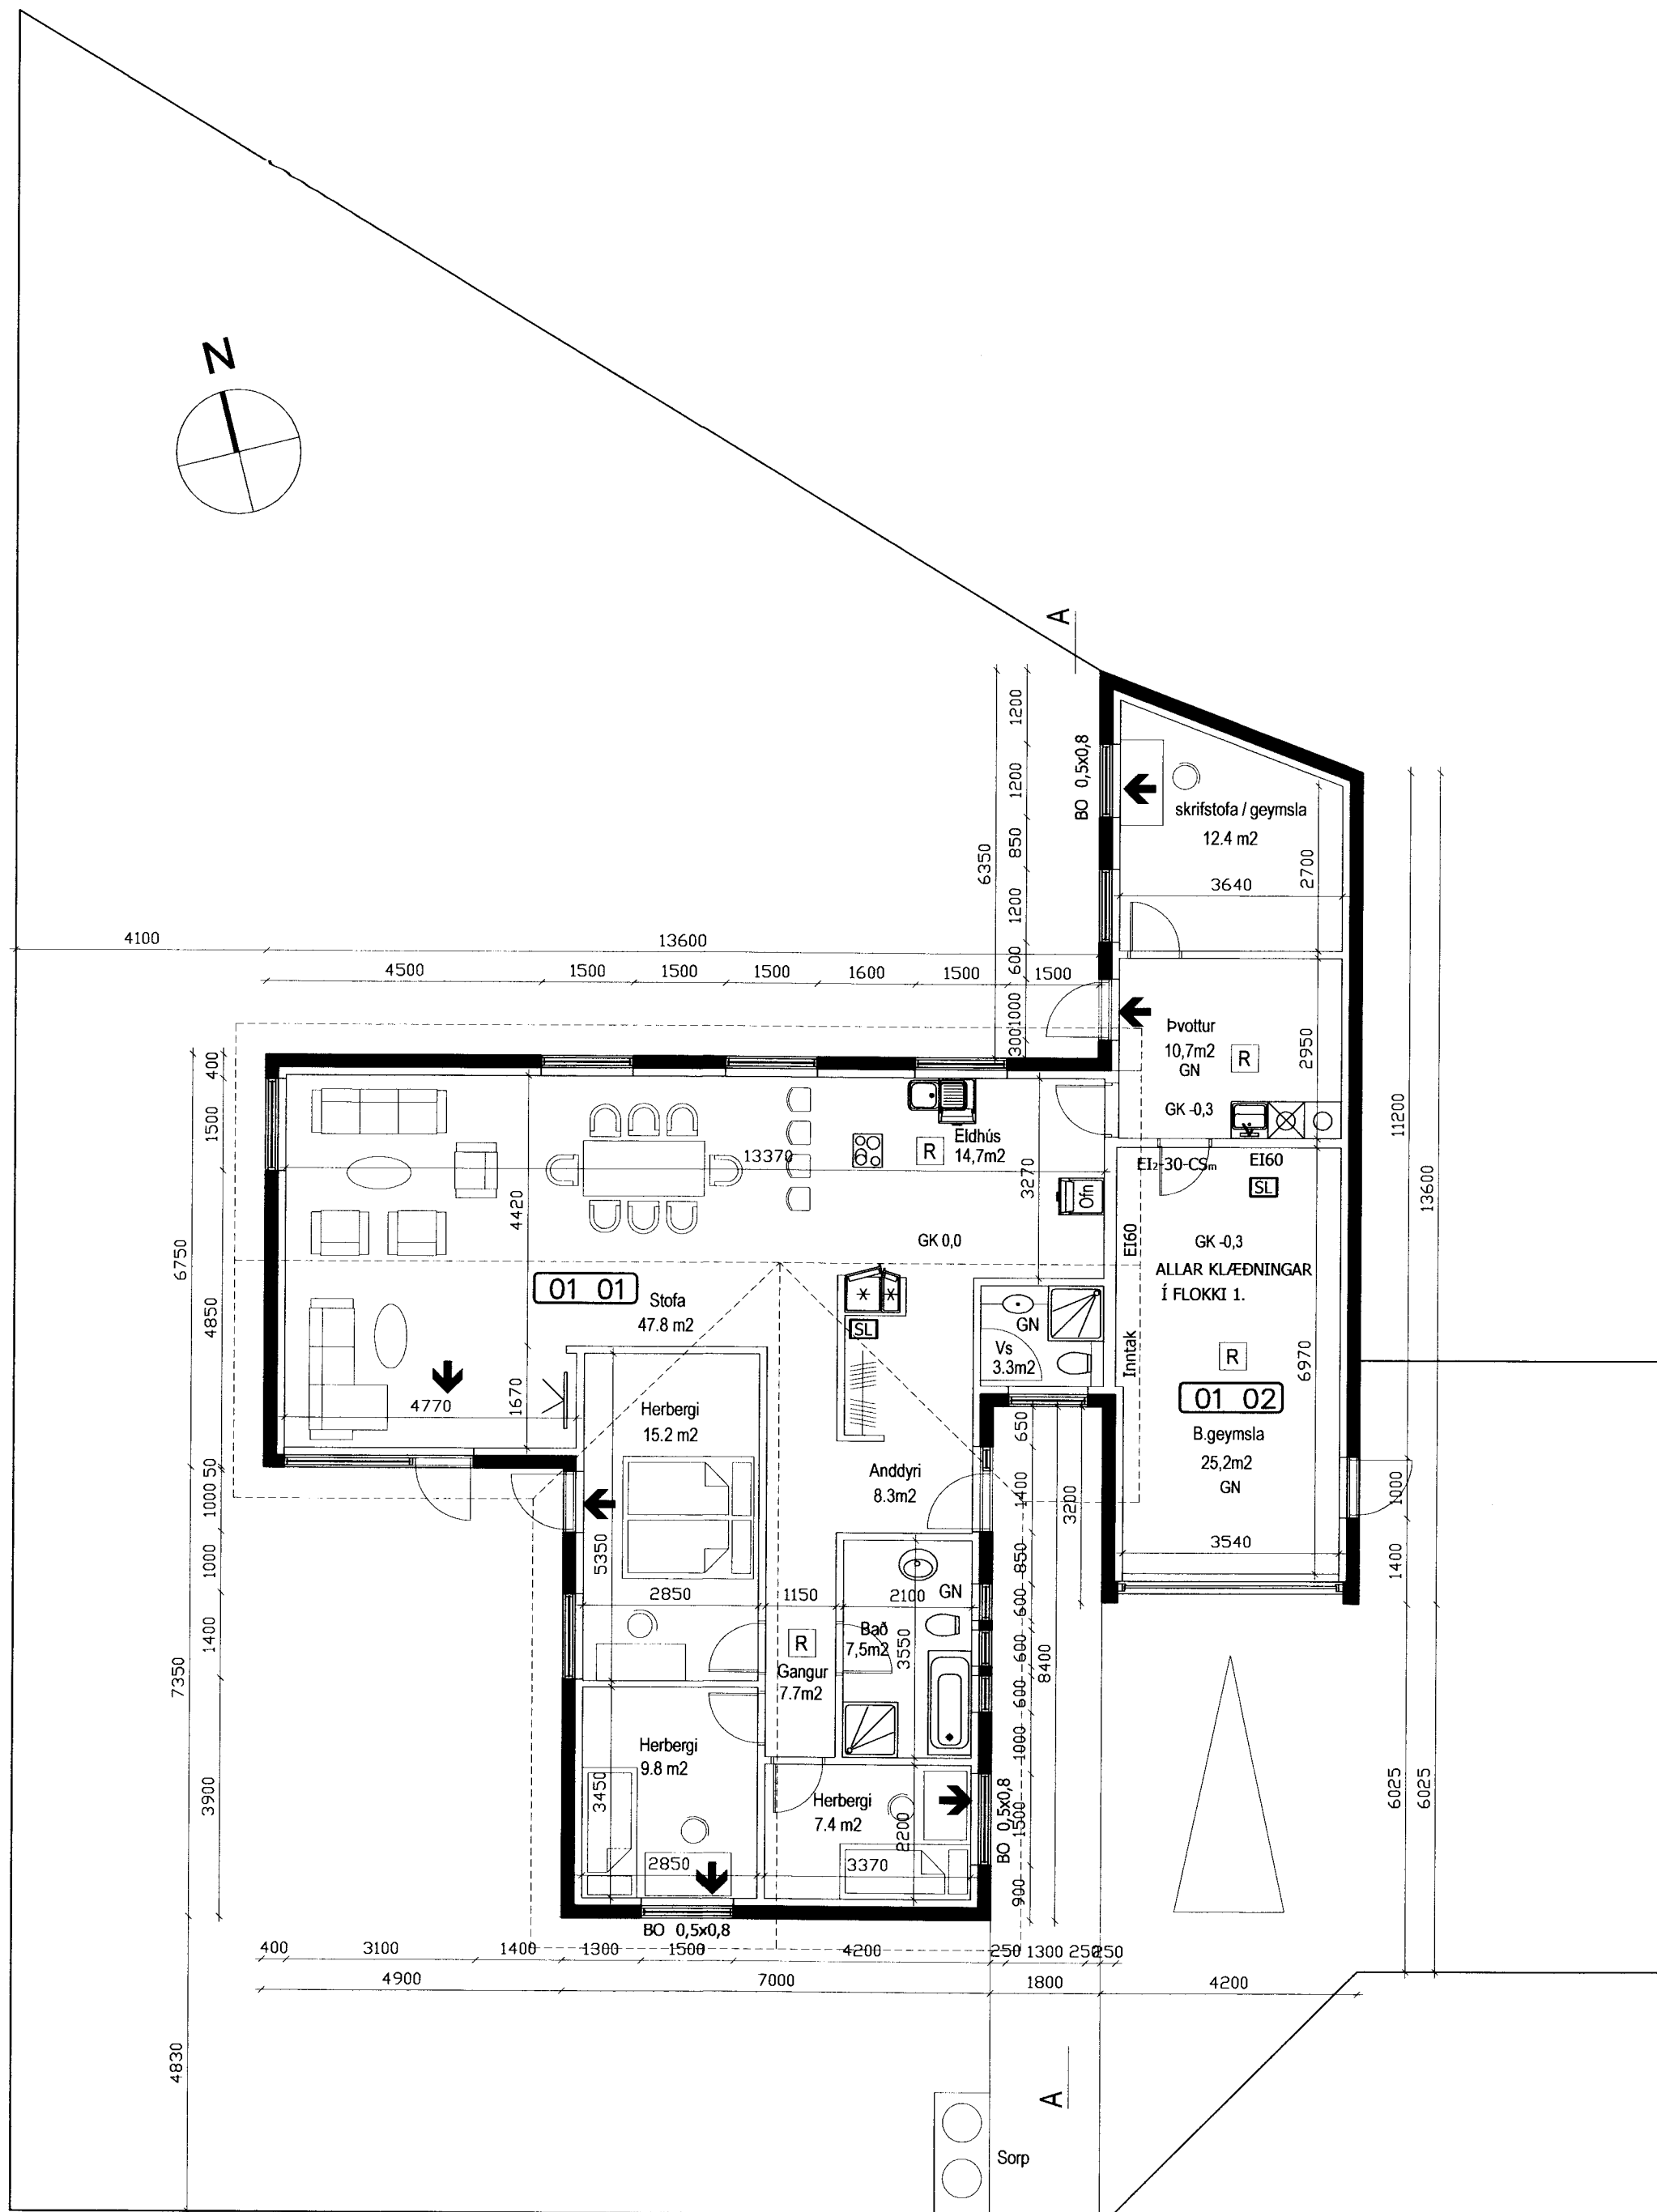 N
A
1200
1200
850
1200
600
1000
300
6350
BO 0,5x0,8
skrifstofa / geymsla
12.4 m2
2700
3640
4100
13600
4500
1500
1500
1500
1600
1500
1500
Þvottur
10,7m2
GN
R
GK -0,3
2950
11200
13600
400
1500
4850
6750
13370
4420
Eldhús
14,7m2
R
3270
Ofn
GK 0,0
EI₂-30-CSₘ
EI60
SL
EI60
GK -0,3
ALLAR KLÆÐNINGAR
Í FLOKKI 1.
01 01
Stofa
47.8 m2
SL
GN
Vs
3.3m2
Inntak
R
6970
01 02
B.geymsla
25,2m2
GN
4770
1670
Herbergi
15.2 m2
Anddyri
8.3m2
650
1400
3200
50
1000
1000
1400
3900
7350
5350
2850
1150
2100
GN
Bað
7,5m2
3550
R
Gangur
7.7m2
850
600
600
600
1000
1500
900
8400
3540
1000
1400
Herbergi
9.8 m2
3450
2850
Herbergi
7.4 m2
2200
3370
BO 0,5x0,8
BO 0,5x0,8
6025
6025
400
3100
1400
1300
1500
4200
250
1300
250
250
4900
7000
1800
4200
4830
A
Sorp